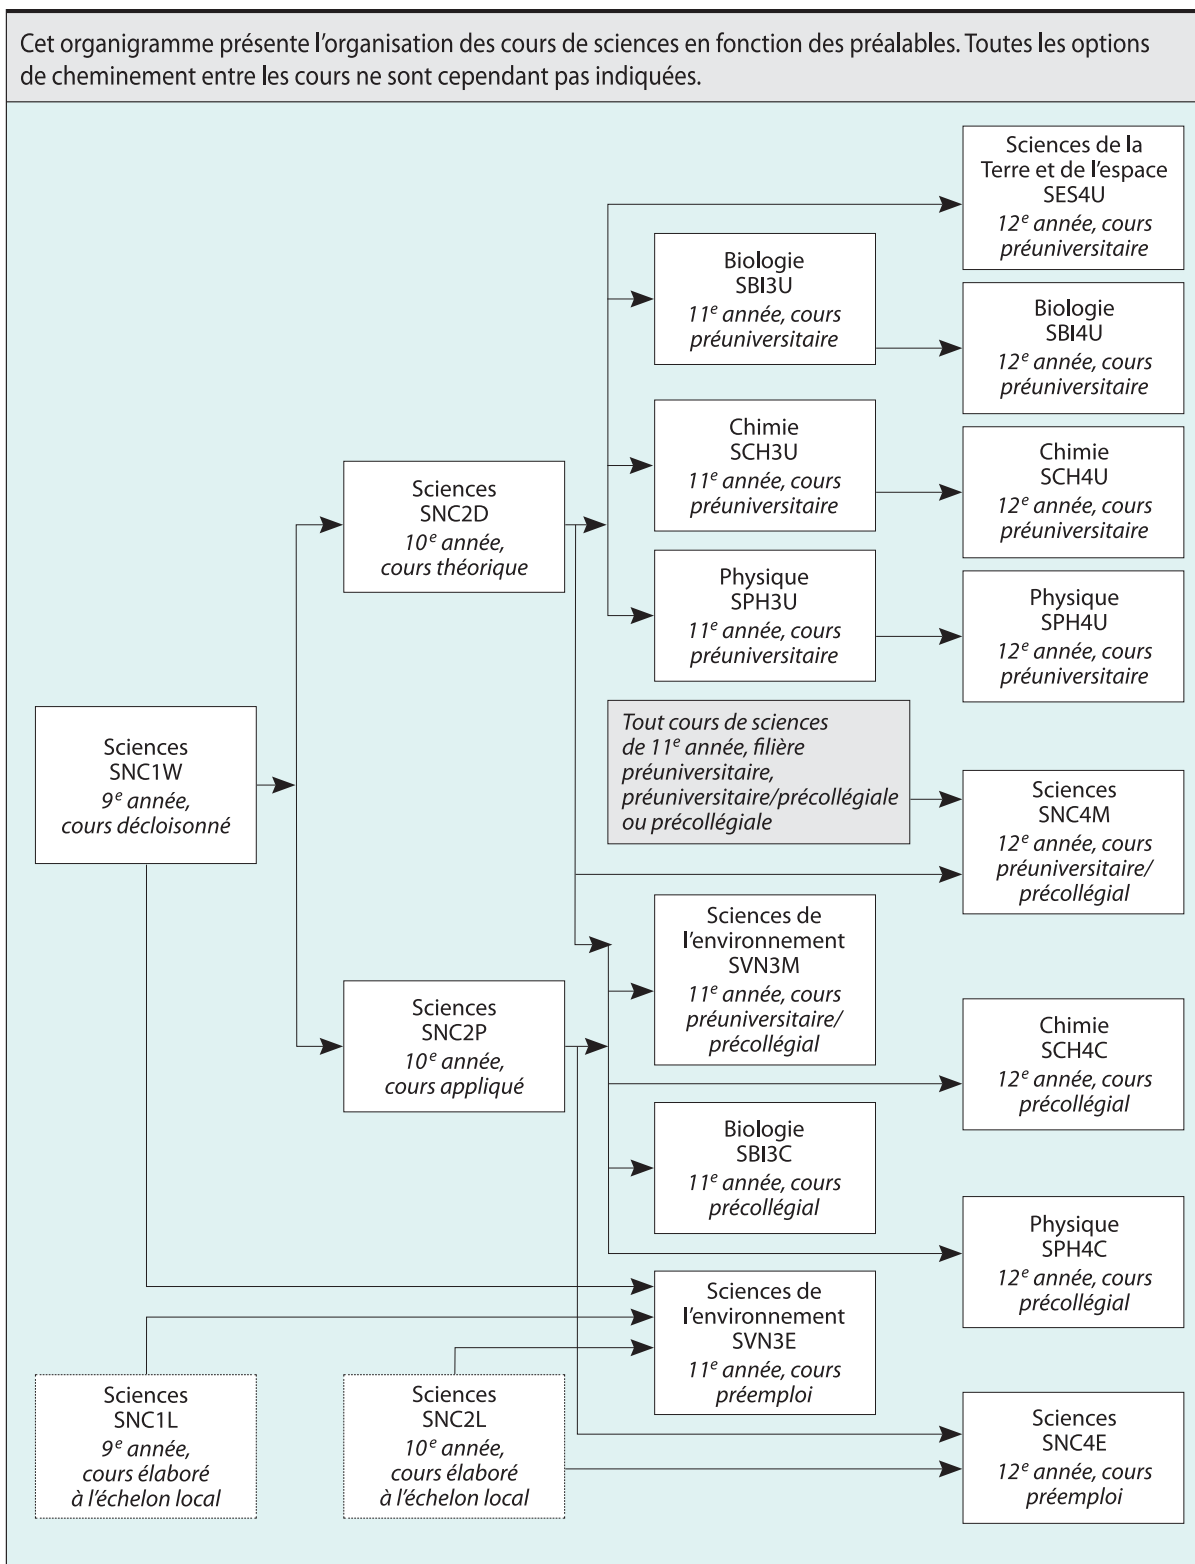 Cet organigramme présente l'organisation des cours de sciences en fonction des préalables. Toutes les options
de cheminement entre les cours ne sont cependant pas indiquées.
Sciences de la
Terre et de l'espace
SES4U
12e année, cours
préuniversitaire
Biologie
SBI3U
11e année, cours
préuniversitaire
Biologie
SBI4U
12e année, cours
préuniversitaire
Chimie
SCH3U
11e année, cours
préuniversitaire
Chimie
SCH4U
12e année, cours
préuniversitaire
Sciences
SNC2D
10e année,
cours théorique
Physique
SPH3U
11e année, cours
préuniversitaire
Physique
SPH4U
12e année, cours
préuniversitaire
Sciences
SNC1W
9e année,
cours décloisonné
Tout cours de sciences
de 11e année, filière
préuniversitaire,
préuniversitaire/précollégiale
ou précollégiale
Sciences
SNC4M
12e année, cours
préuniversitaire/
précollégial
Sciences de
l'environnement
SVN3M
11e année, cours
préuniversitaire/
précollégial
Sciences
SNC2P
10e année,
cours appliqué
Chimie
SCH4C
12e année, cours
précollégial
Biologie
SBI3C
11e année, cours
précollégial
Physique
SPH4C
12e année, cours
précollégial
Sciences de
l'environnement
SVN3E
11e année, cours
préemploi
Sciences
SNC1L
9e année,
cours élaboré
à l'échelon local
Sciences
SNC2L
10e année,
cours élaboré
à l'échelon local
Sciences
SNC4E
12e année, cours
préemploi